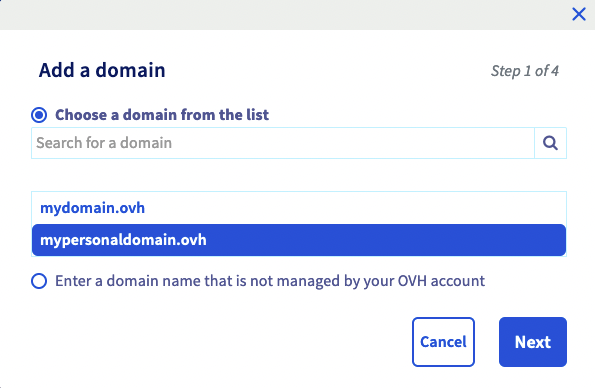 Add a domain
Step 1 of 4
Choose a domain from the list
Search for a domain
mydomain.ovh
mypersonaldomain.ovh
Enter a domain name that is not managed by your OVH account
Cancel
Next